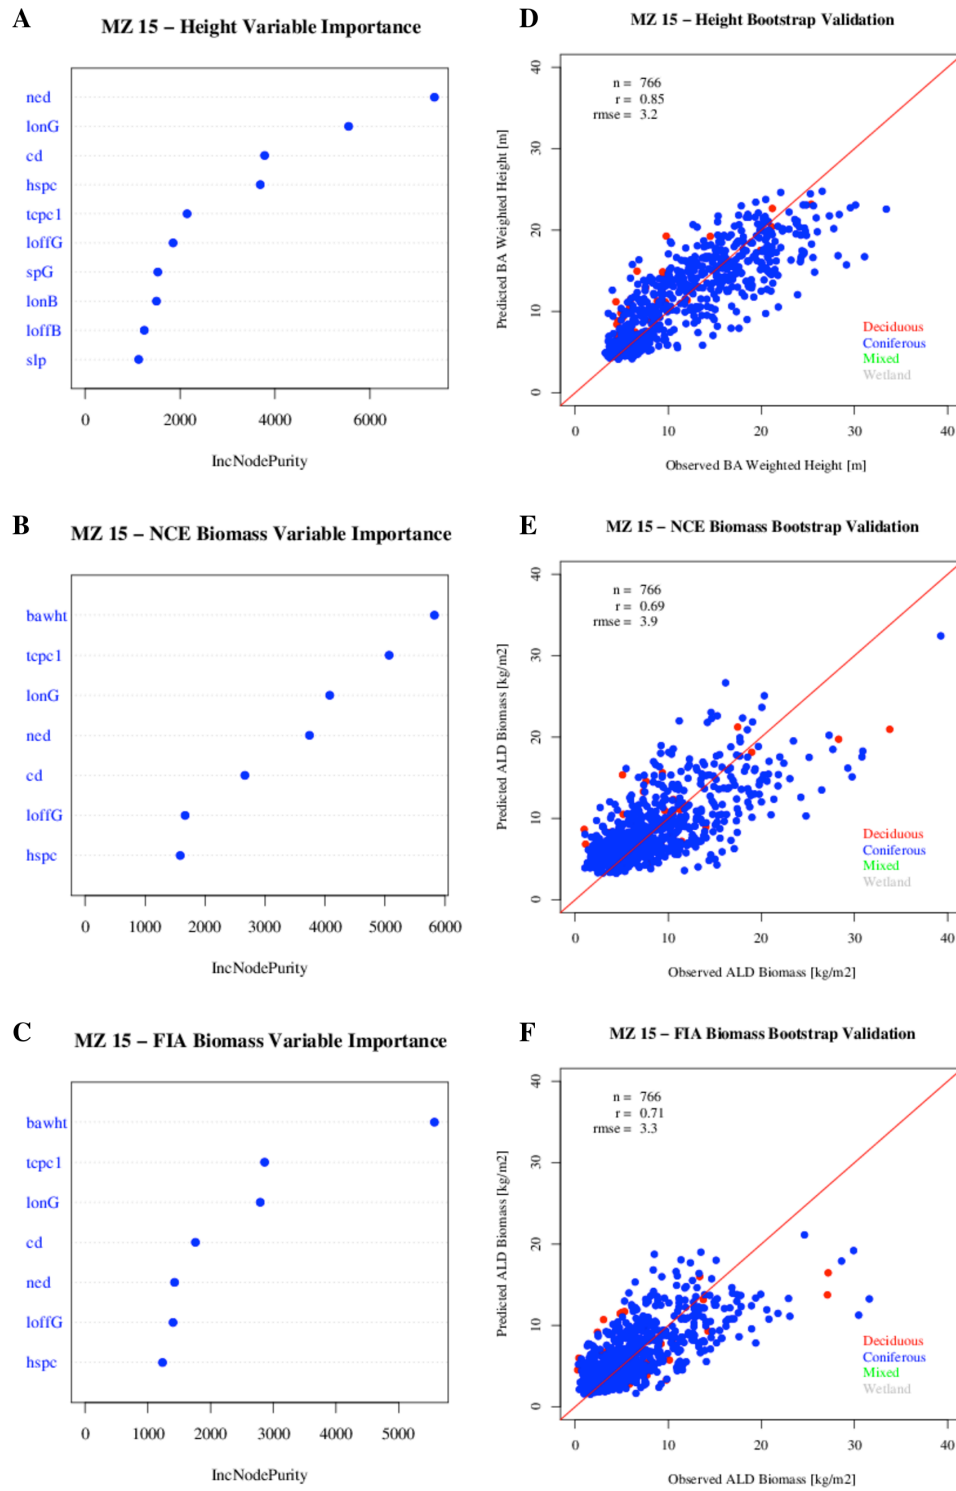 A
MZ 15 – Height Variable Importance
ned
lonG
cd
hspc
tcpc1
loffG
spG
lonB
loffB
slp
0 2000 4000 6000
IncNodePurity
D
MZ 15 – Height Bootstrap Validation
n = 766
r = 0.85
rmse = 3.2
Predicted BA Weighted Height [m]
40
30
20
10
0
Deciduous
Coniferous
Mixed
Wetland
0 10 20 30 40
Observed BA Weighted Height [m]
B
MZ 15 – NCE Biomass Variable Importance
bawht
tcpc1
lonG
ned
cd
loffG
hspc
0 1000 2000 3000 4000 5000 6000
IncNodePurity
E
MZ 15 – NCE Biomass Bootstrap Validation
n = 766
r = 0.69
rmse = 3.9
Predicted ALD Biomass [kg/m2]
40
30
20
10
0
Deciduous
Coniferous
Mixed
Wetland
0 10 20 30 40
Observed ALD Biomass [kg/m2]
C
MZ 15 – FIA Biomass Variable Importance
bawht
tcpc1
lonG
cd
ned
loffG
hspc
0 1000 2000 3000 4000 5000
IncNodePurity
F
MZ 15 – FIA Biomass Bootstrap Validation
n = 766
r = 0.71
rmse = 3.3
Predicted ALD Biomass [kg/m2]
40
30
20
10
0
Deciduous
Coniferous
Mixed
Wetland
0 10 20 30 40
Observed ALD Biomass [kg/m2]